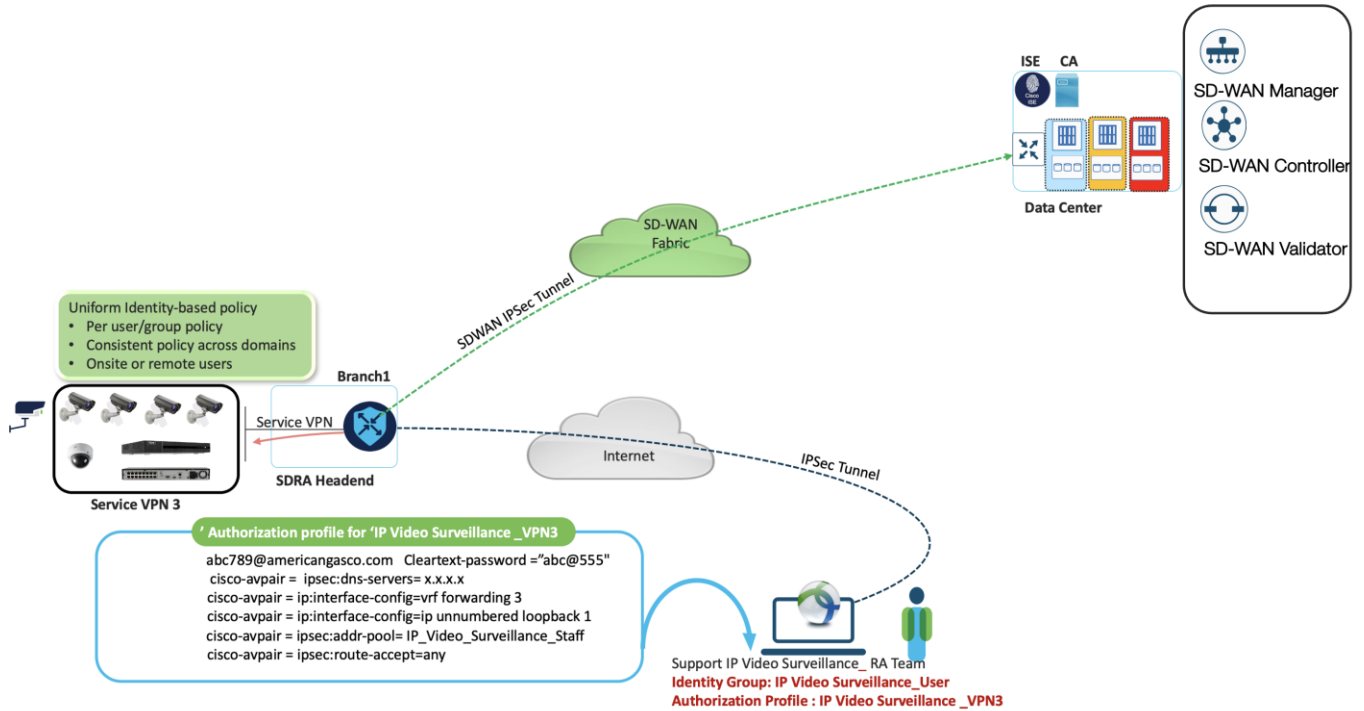 ISE CA
Cisco
ISE
Data Center
SD-WAN Manager
SD-WAN Controller
SD-WAN Validator
SD-WAN
Fabric
SDWAN IPSec Tunnel
Uniform Identity-based policy
• Per user/group policy
• Consistent policy across domains
• Onsite or remote users
Branch1
Service VPN
SDRA Headend
Service VPN 3
Internet
IPSec Tunnel
' Authorization profile for 'IP Video Surveillance _VPN3
abc789@americangasco.com Cleartext-password ="abc@555"
cisco-avpair = ipsec:dns-servers= x.x.x.x
cisco-avpair = ip:interface-config=vrf forwarding 3
cisco-avpair = ip:interface-config=ip unnumbered loopback 1
cisco-avpair = ipsec:addr-pool= IP_Video_Surveillance_Staff
cisco-avpair = ipsec:route-accept=any
Support IP Video Surveillance_ RA Team
Identity Group: IP Video Surveillance_User
Authorization Profile : IP Video Surveillance _VPN3